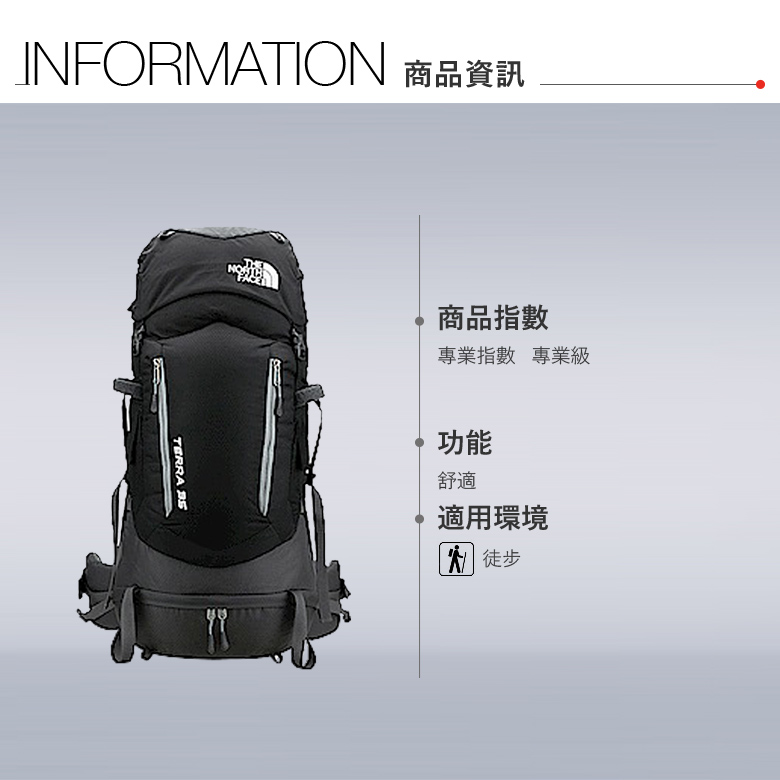 INFORMATION 商品資訊
THE
NORTH
FACE
TERRA 35
商品指數
專業指數 專業級
功能
舒適
適用環境
徒步